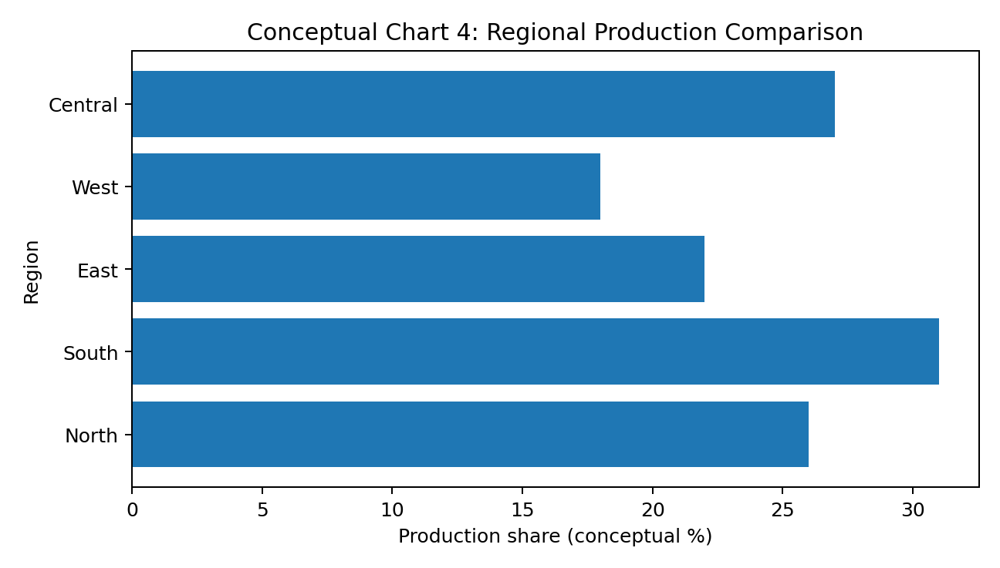 Conceptual Chart 4: Regional Production Comparison
Central
West
East
South
North
Region
0 5 10 15 20 25 30
Production share (conceptual %)